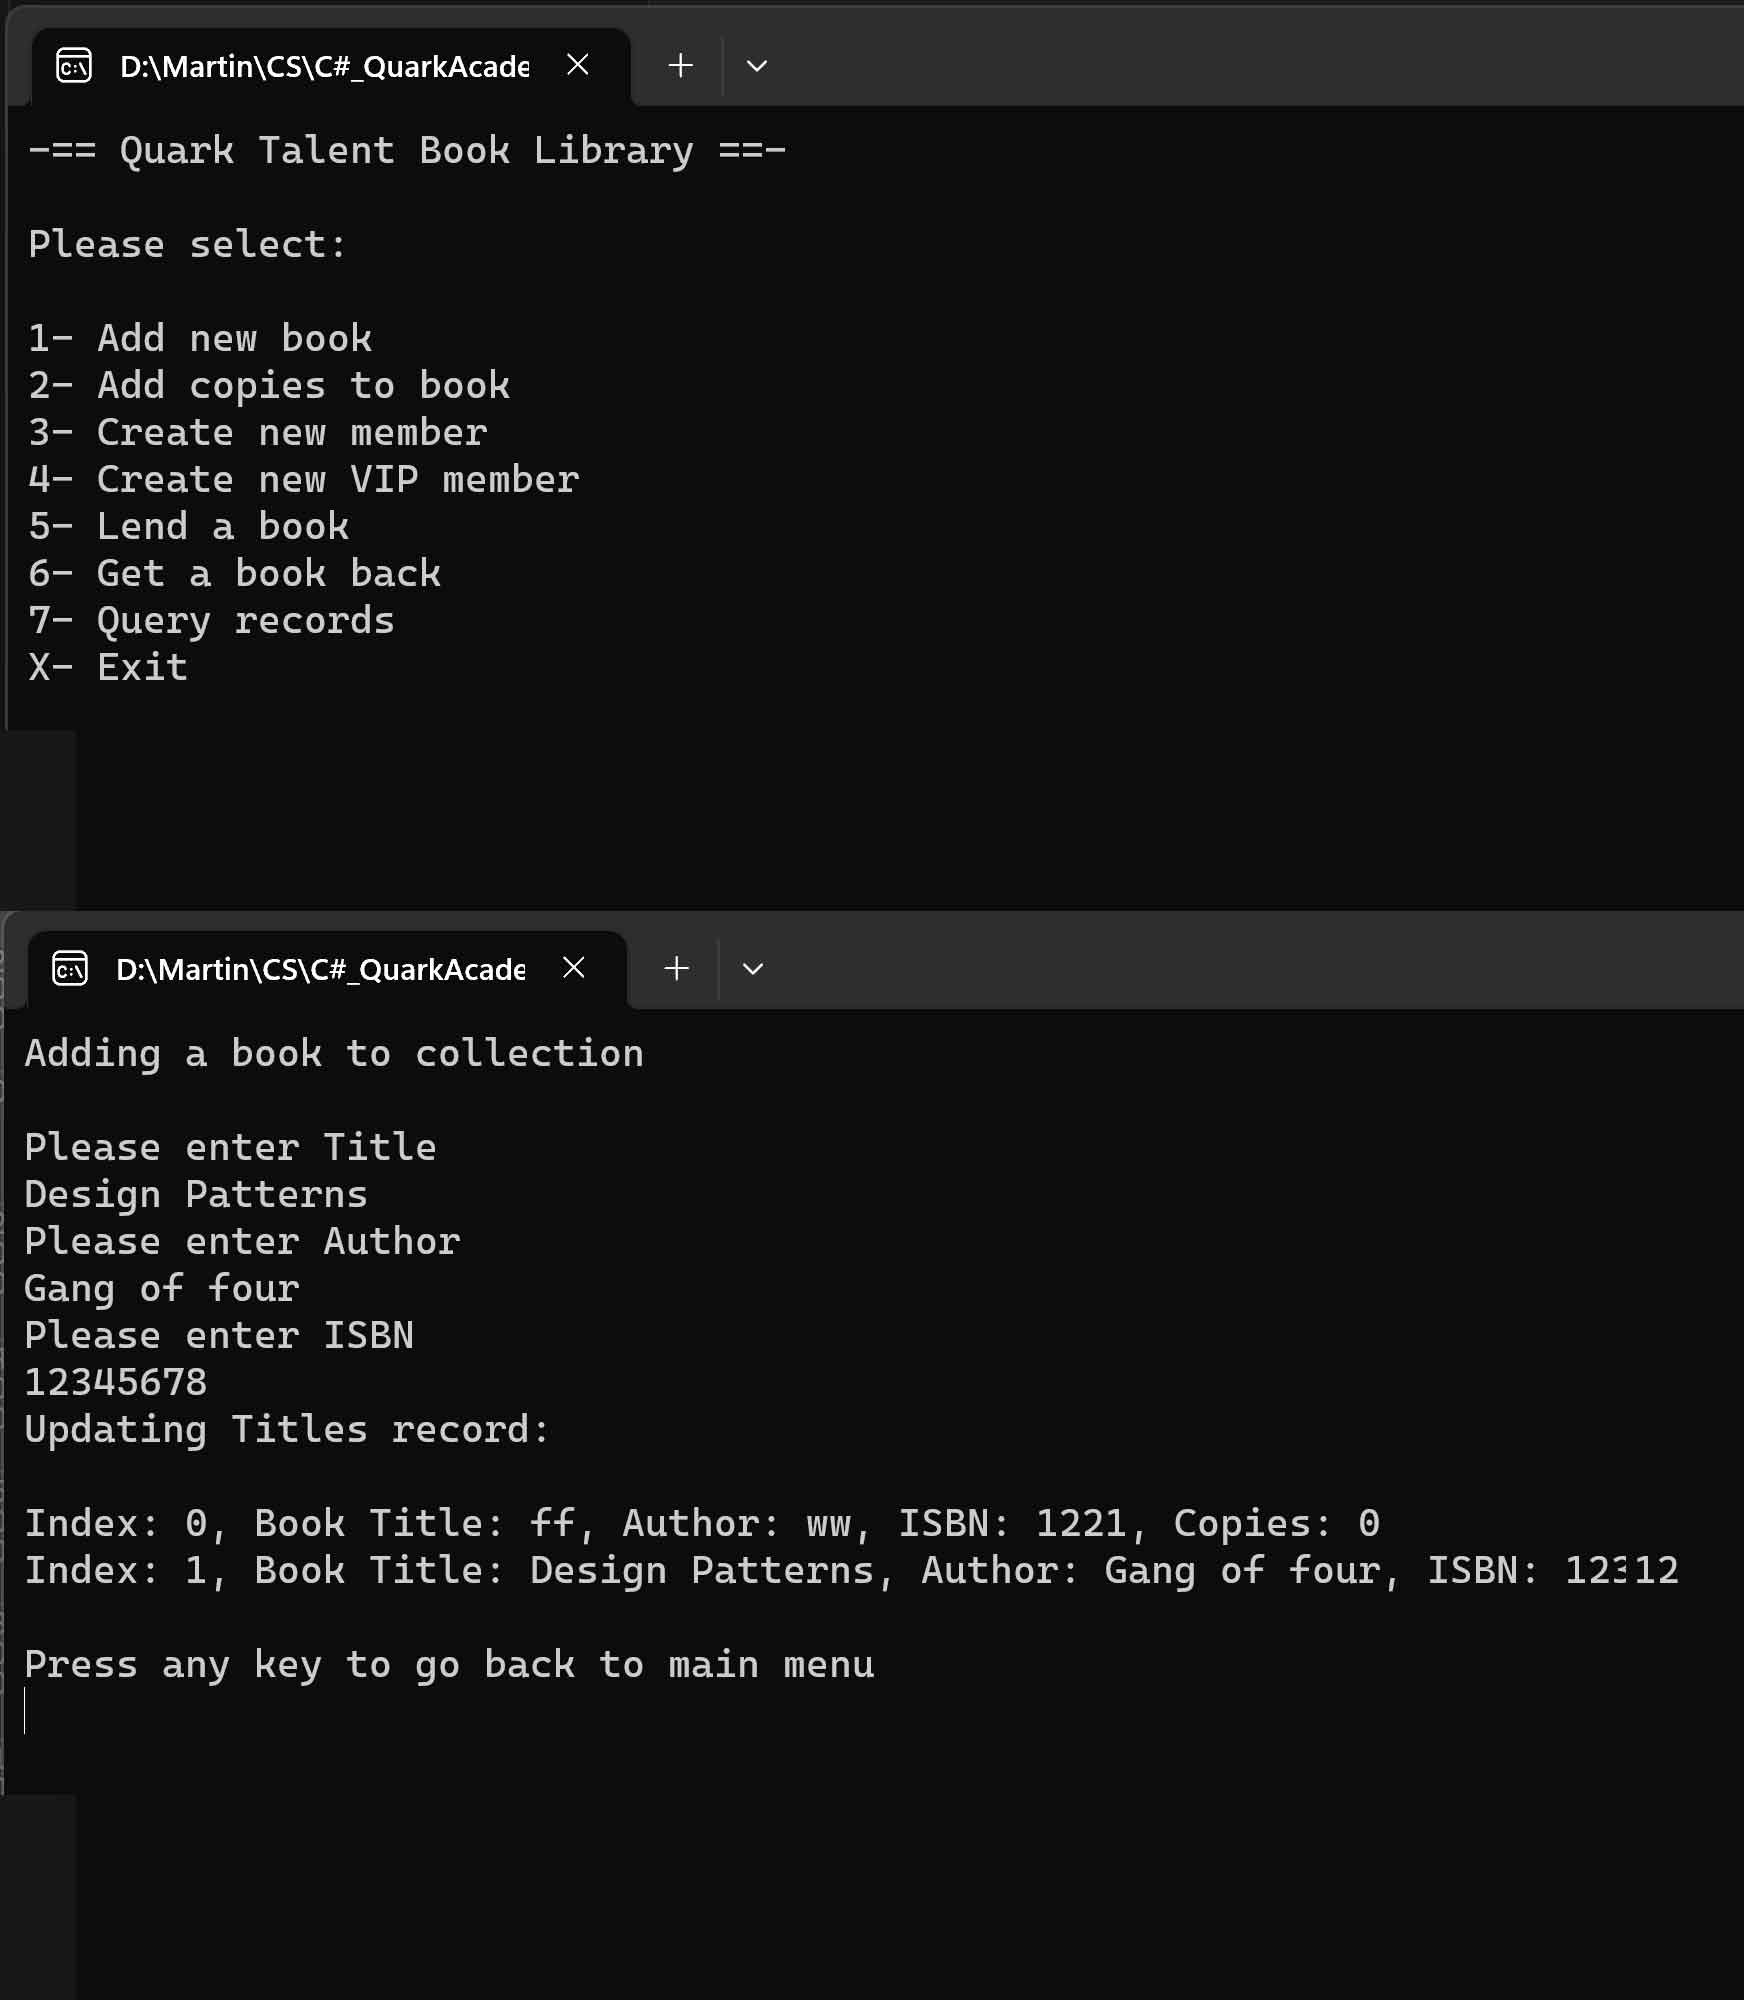 D:\Martin\CS\C#_QuarkAcade
-== Quark Talent Book Library ==-
Please select:
1- Add new book
2- Add copies to book
3- Create new member
4- Create new VIP member
5- Lend a book
6- Get a book back
7- Query records
X- Exit
D:\Martin\CS\C#_QuarkAcade
Adding a book to collection
Please enter Title
Design Patterns
Please enter Author
Gang of four
Please enter ISBN
12345678
Updating Titles record:
Index: 0, Book Title: ff, Author: ww, ISBN: 1221, Copies: 0
Index: 1, Book Title: Design Patterns, Author: Gang of four, ISBN: 12312
Press any key to go back to main menu